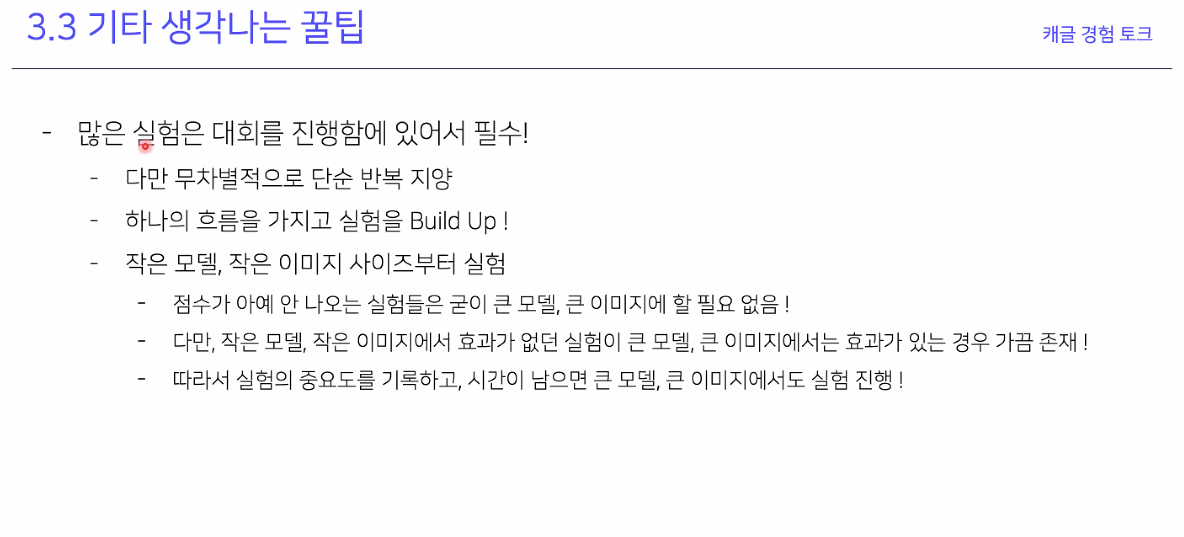 3.3 기타 생각나는 꿀팁
캐글 경험 토크
- 많은 실험은 대회를 진행함에 있어서 필수!
- 다만 무차별적으로 단순 반복 지양
- 하나의 흐름을 가지고 실험을 Build Up !
- 작은 모델, 작은 이미지 사이즈부터 실험
- 점수가 아예 안 나오는 실험들은 굳이 큰 모델, 큰 이미지에 할 필요 없음 !
- 다만, 작은 모델, 작은 이미지에서 효과가 없던 실험이 큰 모델, 큰 이미지에서는 효과가 있는 경우 가끔 존재 !
- 따라서 실험의 중요도를 기록하고, 시간이 남으면 큰 모델, 큰 이미지에서도 실험 진행 !